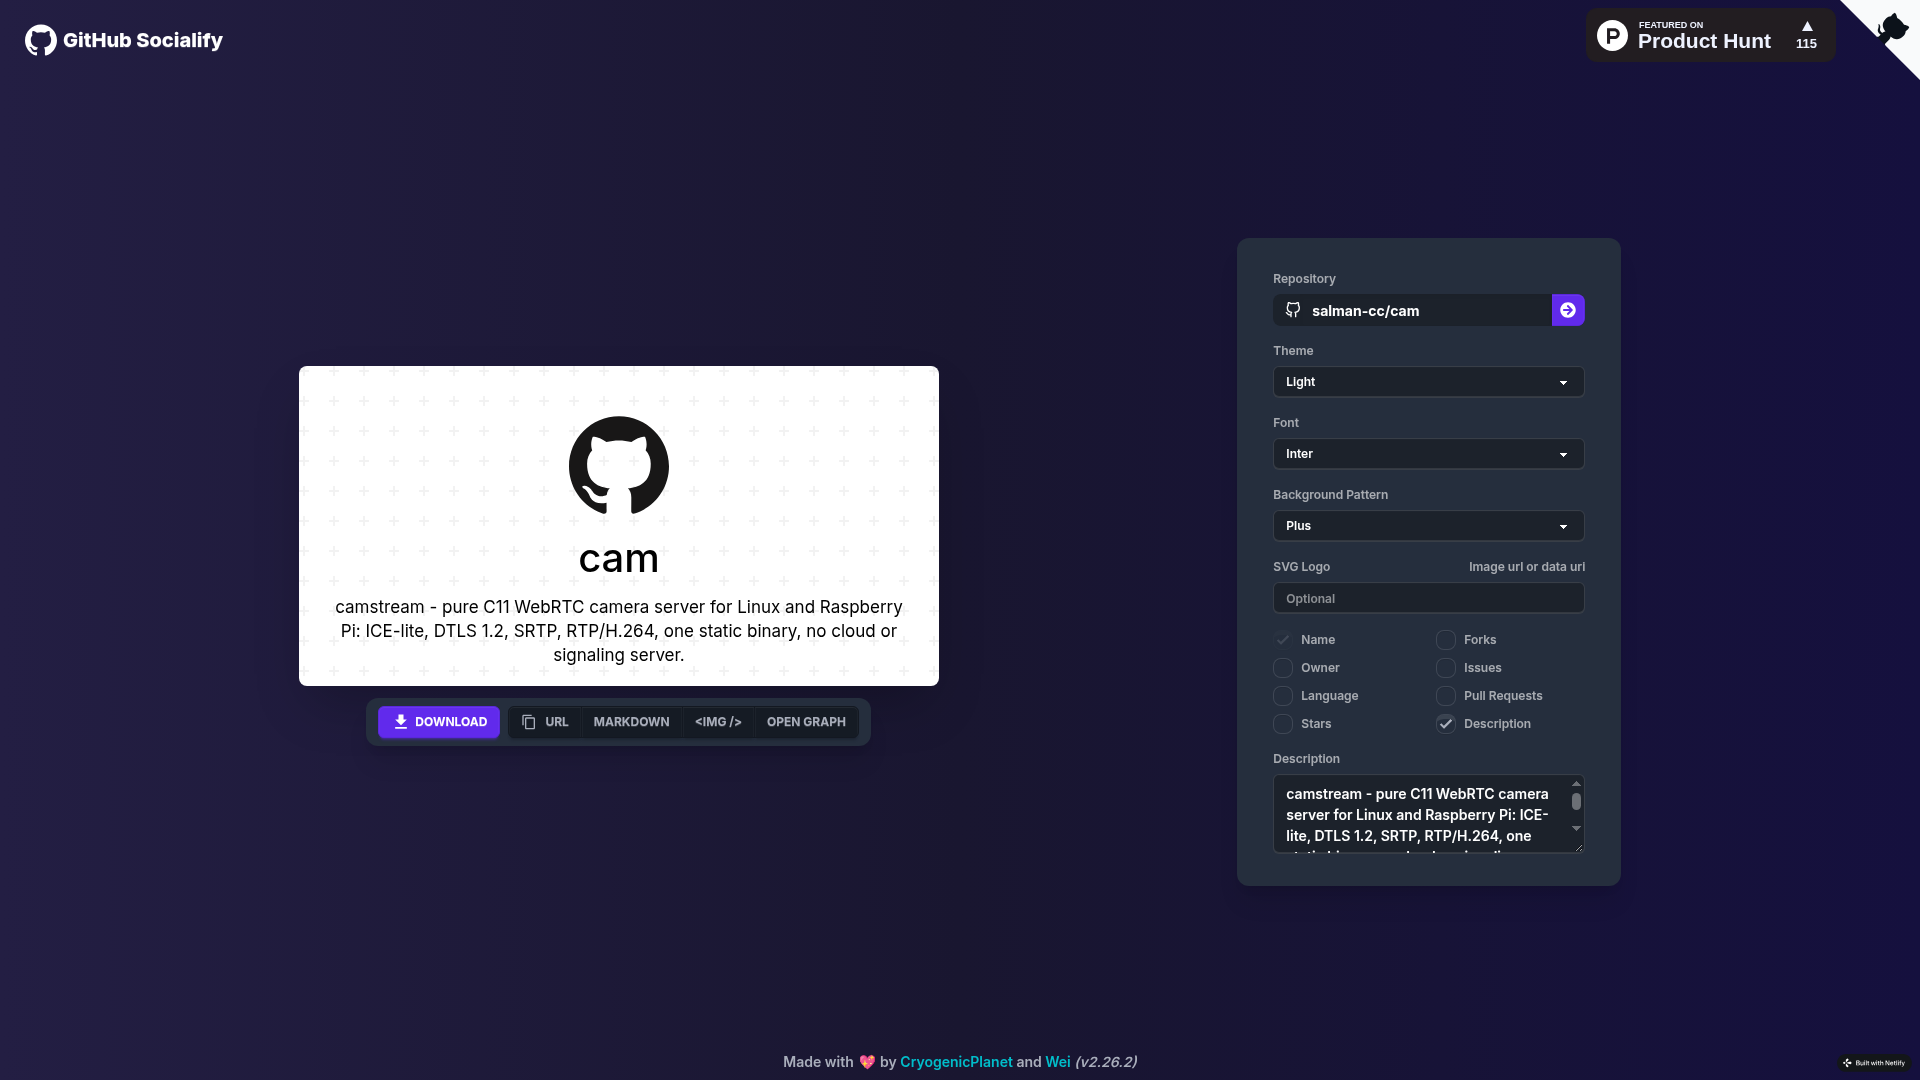 GitHub Socialify
FEATURED ON
Product Hunt
115
cam
camstream - pure C11 WebRTC camera server for Linux and Raspberry
Pi: ICE-lite, DTLS 1.2, SRTP, RTP/H.264, one static binary, no cloud or
signaling server.
DOWNLOAD
URL
MARKDOWN
<IMG />
OPEN GRAPH
Repository
salman-cc/cam
Theme
Light
Font
Inter
Background Pattern
Plus
SVG Logo
Image url or data uri
Optional
Name
Forks
Owner
Issues
Language
Pull Requests
Stars
Description
Description
camstream - pure C11 WebRTC camera
server for Linux and Raspberry Pi: ICE-
lite, DTLS 1.2, SRTP, RTP/H.264, one
Made with 💖 by CryogenicPlanet and Wei (v2.26.2)
Built with Netlify